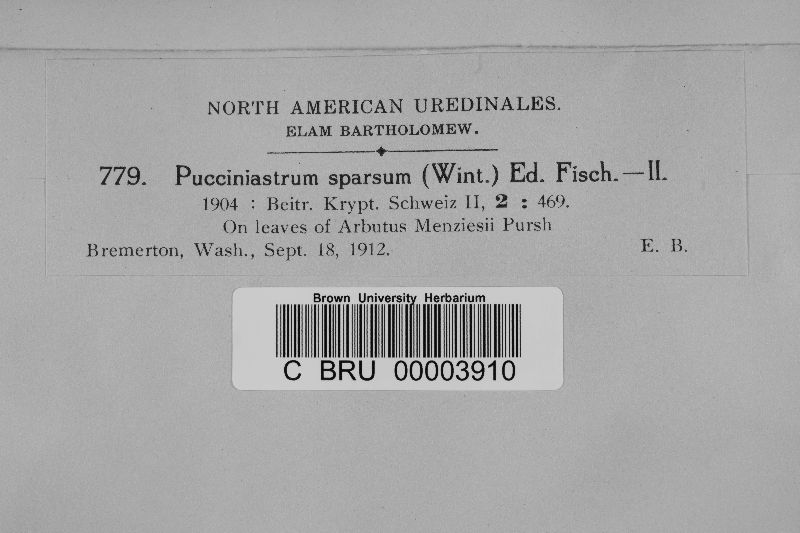 NORTH AMERICAN UREDINALES.
ELAM BARTHOLOMEW.
779. Pucciniastrum sparsum (Wint.) Ed. Fisch.—II.
1904 : Beitr. Krypt. Schweiz II, 2 : 469.
On leaves of Arbutus Menziesii Pursh
Bremerton, Wash., Sept. 18, 1912. E. B.
Brown University Herbarium
C BRU 00003910